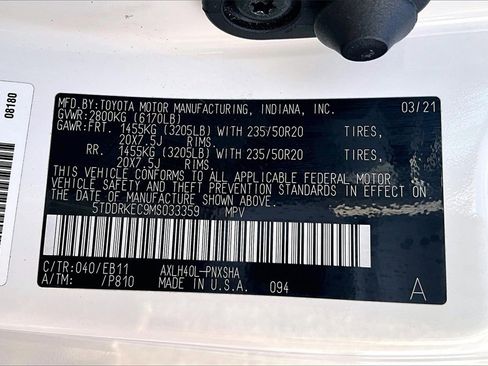 08180
MFD.BY:TOYOTA MOTOR MANUFACTURING, INDIANA, INC. 03/21
GVWR:2800KG (6170LB)
GAWR:FRT. 1455KG (3205LB) WITH 235/50R20 TIRES,
20X7.5J RIMS.
RR. 1455KG (3205LB) WITH 235/50R20 TIRES,
20X7.5J RIMS.
THIS VEHICLE CONFORMS TO ALL APPLICABLE FEDERAL MOTOR
VEHICLE SAFETY AND THEFT PREVENTION STANDARDS IN EFFECT
ON THE DATE OF MANUFACTURE SHOWN ABOVE.
5TDDRKEC9MS033359 MPV
C/TR:040/EB11 AXLH40L-PNXSHA
A/TM: /P810 MADE IN U.S.A. 094 A